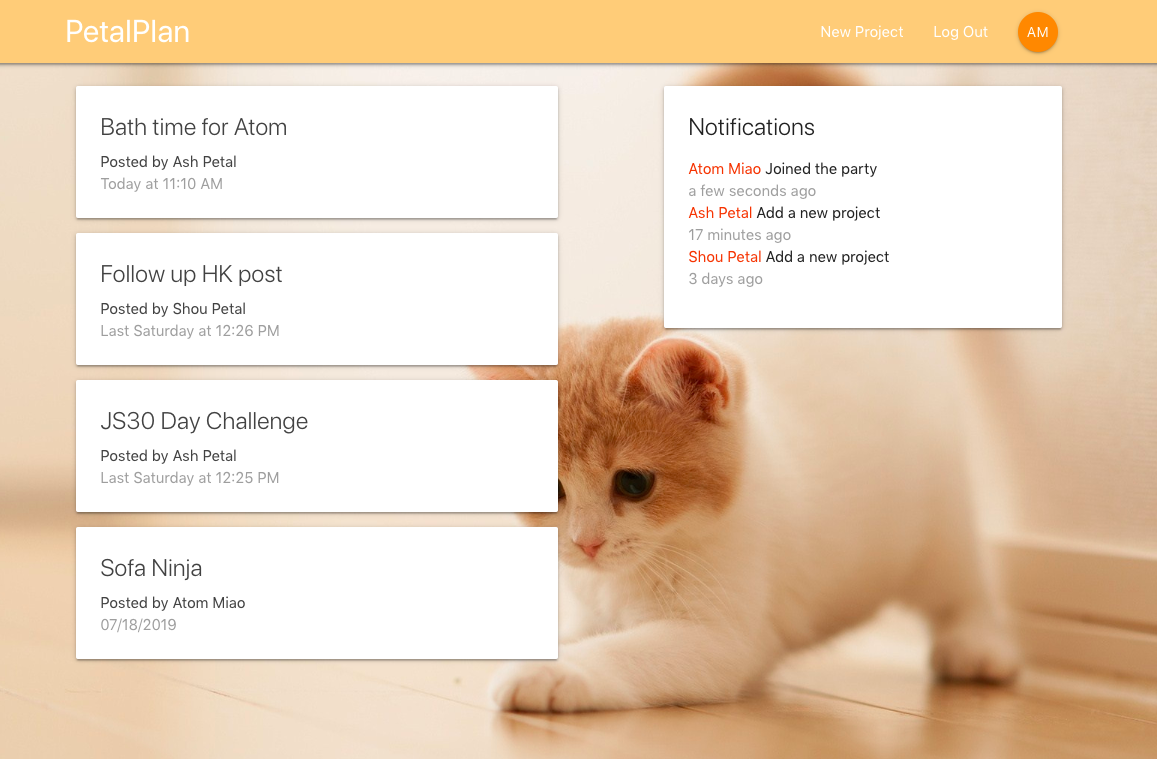 PetalPlan
New Project
Log Out
AM
Bath time for Atom
Posted by Ash Petal
Today at 11:10 AM
Follow up HK post
Posted by Shou Petal
Last Saturday at 12:26 PM
JS30 Day Challenge
Posted by Ash Petal
Last Saturday at 12:25 PM
Sofa Ninja
Posted by Atom Miao
07/18/2019
Notifications
Atom Miao Joined the party
a few seconds ago
Ash Petal Add a new project
17 minutes ago
Shou Petal Add a new project
3 days ago